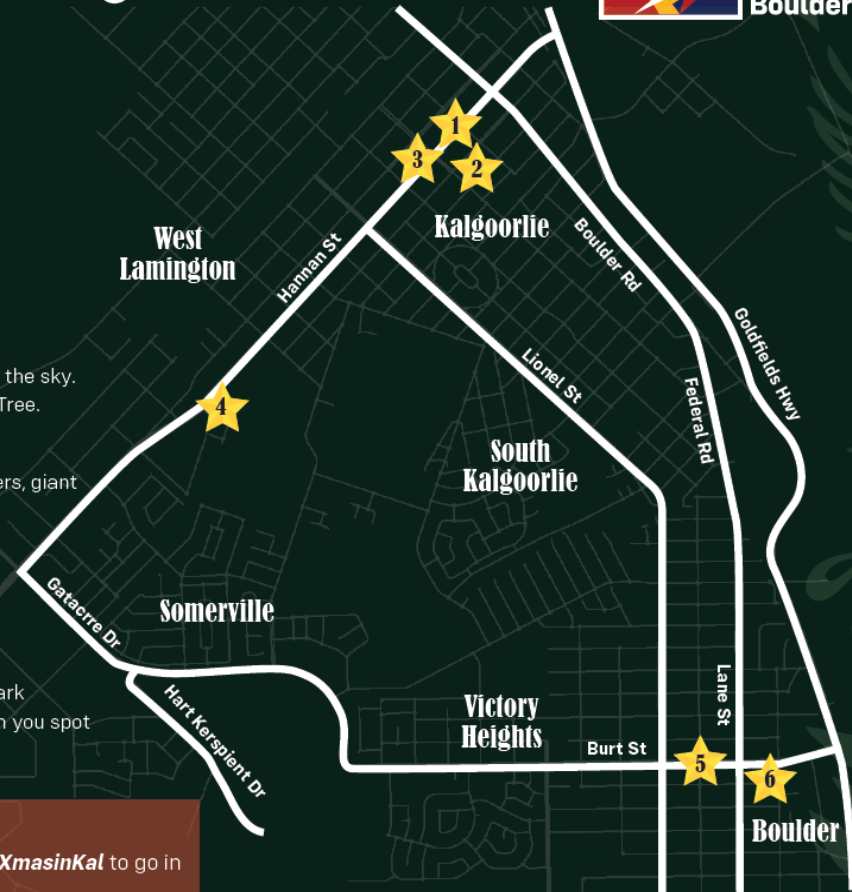 Boulder
1
3
2
Kalgoorlie
West
Lamington
Hannan St
Boulder Rd
Goldfields Hwy
the sky.
Tree.
Lionel St
Federal Rd
4
South
Kalgoorlie
ers, giant
Gatacrre Dr
Somerville
ark
n you spot
Hart Kerspient Dr
Victory
Heights
Lane St
Burt St
5
6
Boulder
XmasinKal to go in